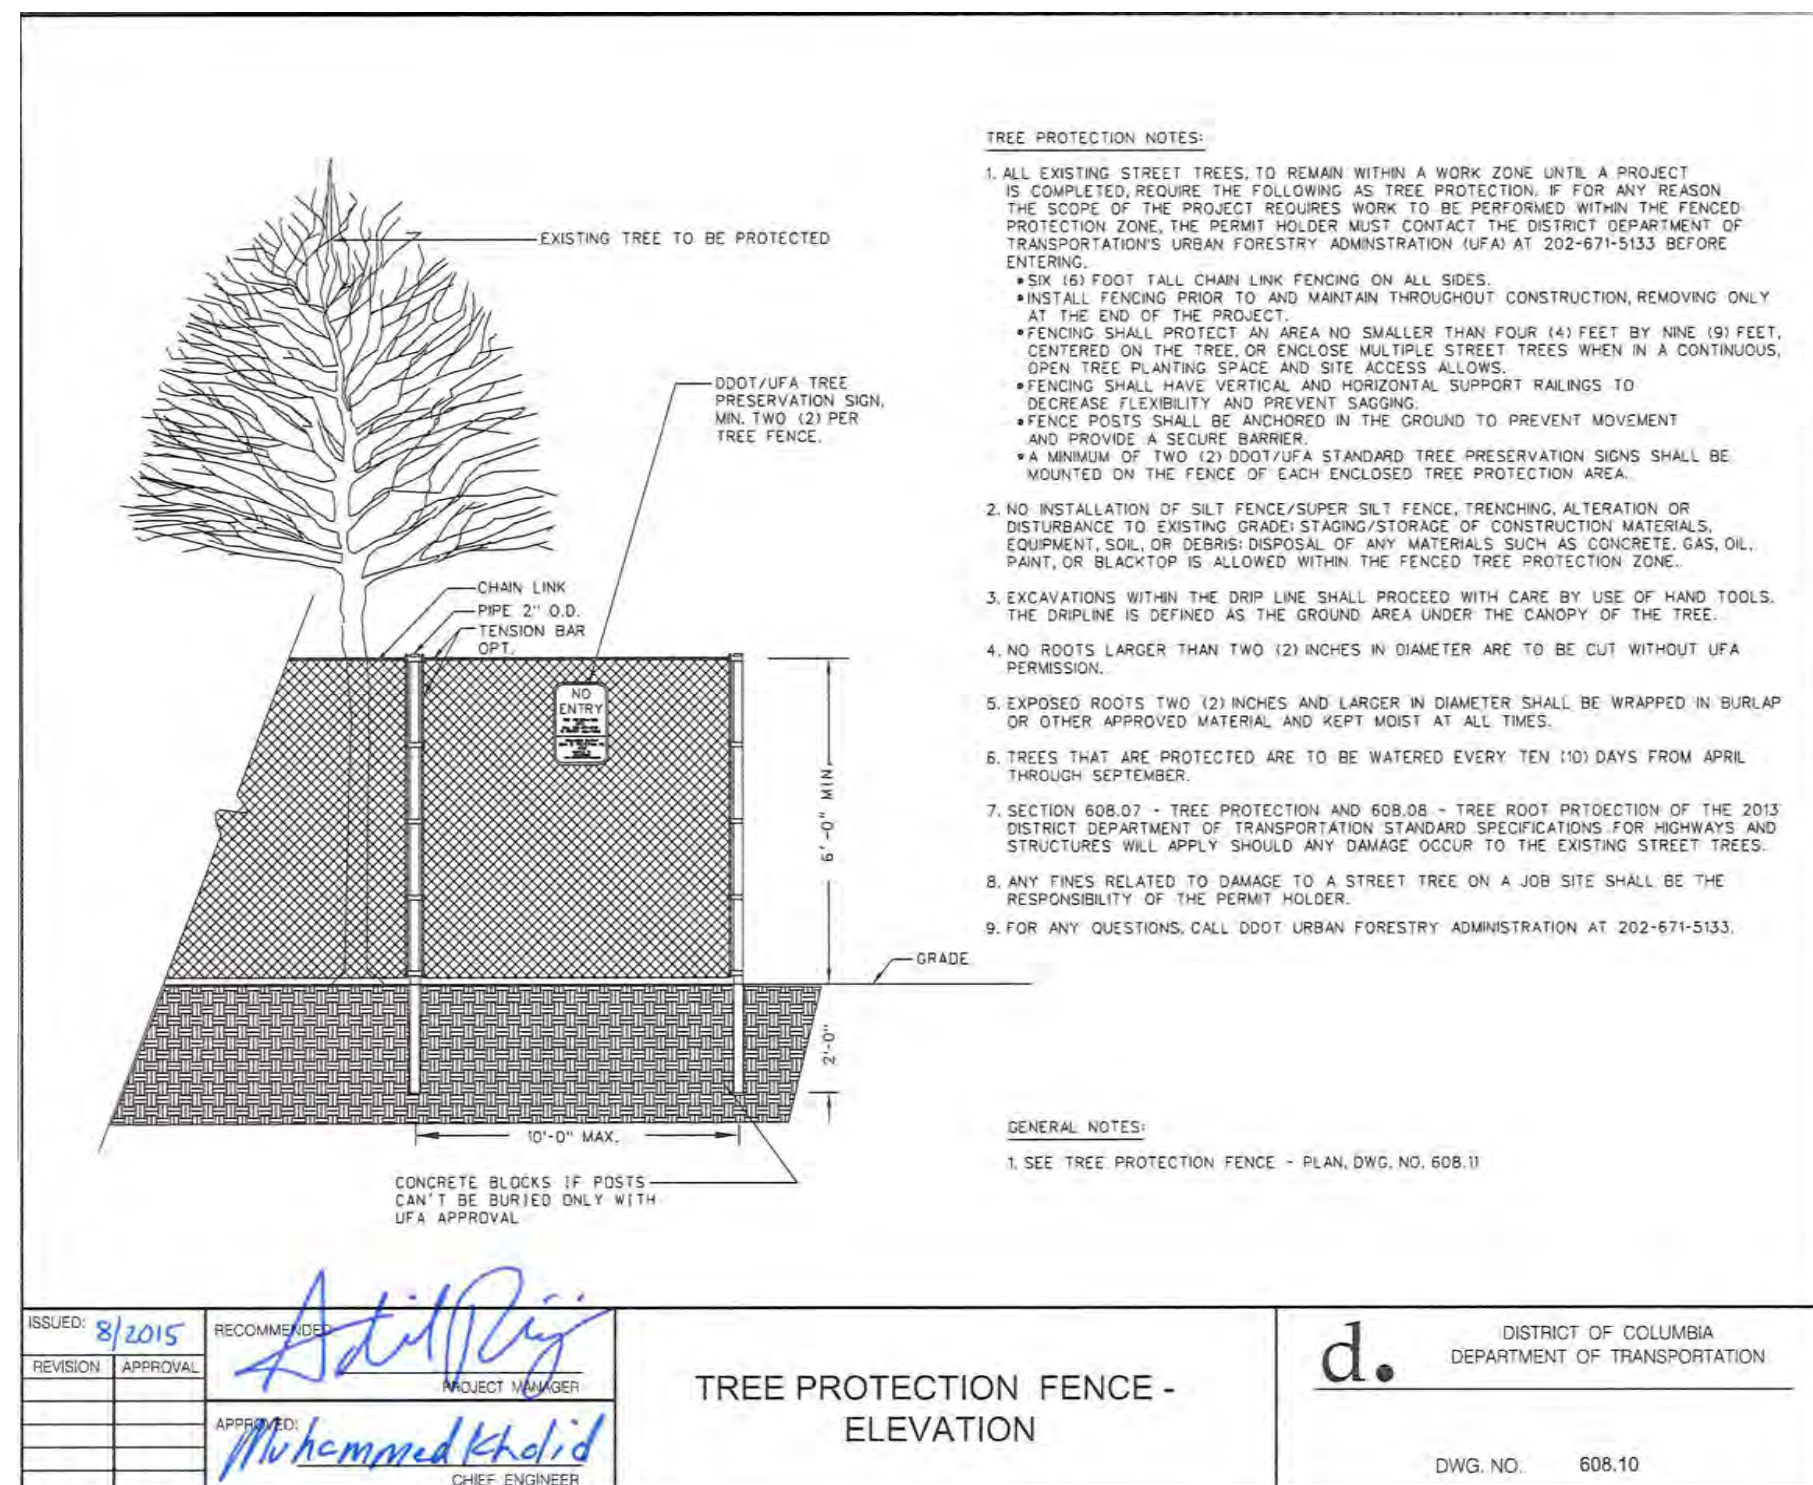 EXISTING TREE TO BE PROTECTED
DDOT/UFA TREE
PRESERVATION SIGN,
MIN. TWO (2) PER
TREE FENCE.
CHAIN LINK
PIPE 2" O.D.
TENSION BAR
OPT.
NO
ENTRY
6'-0" MIN.
GRADE
2'-0"
10'-0" MAX.
CONCRETE BLOCKS IF POSTS
CAN'T BE BURIED ONLY WITH
UFA APPROVAL
TREE PROTECTION NOTES:
1. ALL EXISTING STREET TREES, TO REMAIN WITHIN A WORK ZONE UNTIL A PROJECT
IS COMPLETED, REQUIRE THE FOLLOWING AS TREE PROTECTION. IF FOR ANY REASON
THE SCOPE OF THE PROJECT REQUIRES WORK TO BE PERFORMED WITHIN THE FENCED
PROTECTION ZONE, THE PERMIT HOLDER MUST CONTACT THE DISTRICT DEPARTMENT OF
TRANSPORTATION'S URBAN FORESTRY ADMINSTRATION (UFA) AT 202-671-5133 BEFORE
ENTERING.
• SIX (6) FOOT TALL CHAIN LINK FENCING ON ALL SIDES.
• INSTALL FENCING PRIOR TO AND MAINTAIN THROUGHOUT CONSTRUCTION, REMOVING ONLY
AT THE END OF THE PROJECT.
• FENCING SHALL PROTECT AN AREA NO SMALLER THAN FOUR (4) FEET BY NINE (9) FEET,
CENTERED ON THE TREE, OR ENCLOSE MULTIPLE STREET TREES WHEN IN A CONTINUOUS,
OPEN TREE PLANTING SPACE AND SITE ACCESS ALLOWS.
• FENCING SHALL HAVE VERTICAL AND HORIZONTAL SUPPORT RAILINGS TO
DECREASE FLEXIBILITY AND PREVENT SAGGING.
• FENCE POSTS SHALL BE ANCHORED IN THE GROUND TO PREVENT MOVEMENT
AND PROVIDE A SECURE BARRIER.
• A MINIMUM OF TWO (2) DDOT/UFA STANDARD TREE PRESERVATION SIGNS SHALL BE
MOUNTED ON THE FENCE OF EACH ENCLOSED TREE PROTECTION AREA.
2. NO INSTALLATION OF SILT FENCE/SUPER SILT FENCE, TRENCHING, ALTERATION OR
DISTURBANCE TO EXISTING GRADE; STAGING/STORAGE OF CONSTRUCTION MATERIALS,
EQUIPMENT, SOIL, OR DEBRIS; DISPOSAL OF ANY MATERIALS SUCH AS CONCRETE, GAS, OIL,
PAINT, OR BLACKTOP IS ALLOWED WITHIN THE FENCED TREE PROTECTION ZONE.
3. EXCAVATIONS WITHIN THE DRIP LINE SHALL PROCEED WITH CARE BY USE OF HAND TOOLS.
THE DRIPLINE IS DEFINED AS THE GROUND AREA UNDER THE CANOPY OF THE TREE.
4. NO ROOTS LARGER THAN TWO (2) INCHES IN DIAMETER ARE TO BE CUT WITHOUT UFA
PERMISSION.
5. EXPOSED ROOTS TWO (2) INCHES AND LARGER IN DIAMETER SHALL BE WRAPPED IN BURLAP
OR OTHER APPROVED MATERIAL AND KEPT MOIST AT ALL TIMES.
6. TREES THAT ARE PROTECTED ARE TO BE WATERED EVERY TEN (10) DAYS FROM APRIL
THROUGH SEPTEMBER.
7. SECTION 608.07 - TREE PROTECTION AND 608.08 - TREE ROOT PRTOECTION OF THE 2013
DISTRICT DEPARTMENT OF TRANSPORTATION STANDARD SPECIFICATIONS FOR HIGHWAYS AND
STRUCTURES WILL APPLY SHOULD ANY DAMAGE OCCUR TO THE EXISTING STREET TREES.
8. ANY FINES RELATED TO DAMAGE TO A STREET TREE ON A JOB SITE SHALL BE THE
RESPONSIBILITY OF THE PERMIT HOLDER.
9. FOR ANY QUESTIONS, CALL DDOT URBAN FORESTRY ADMINISTRATION AT 202-671-5133.
GENERAL NOTES:
1. SEE TREE PROTECTION FENCE - PLAN, DWG. NO. 608.11
ISSUED: 8/2015
REVISION APPROVAL
RECOMMENDED:
PROJECT MANAGER
APPROVED:
Muhammed Khalid
CHIEF ENGINEER
TREE PROTECTION FENCE -
ELEVATION
d.
DISTRICT OF COLUMBIA
DEPARTMENT OF TRANSPORTATION
DWG. NO. 608.10